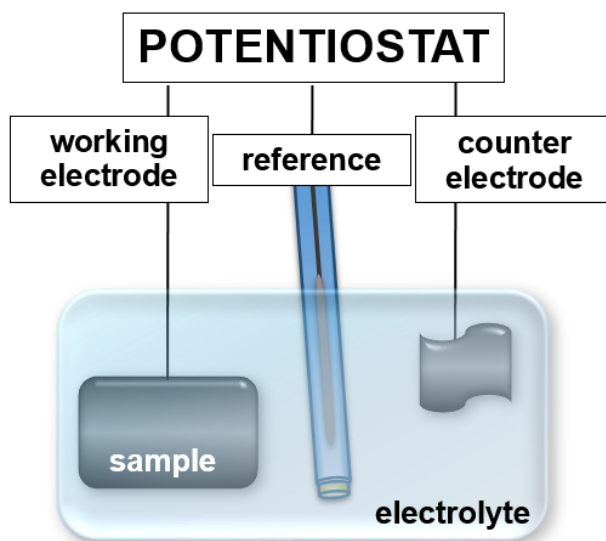 POTENTIOSTAT
working
electrode
reference
counter
electrode
sample
electrolyte